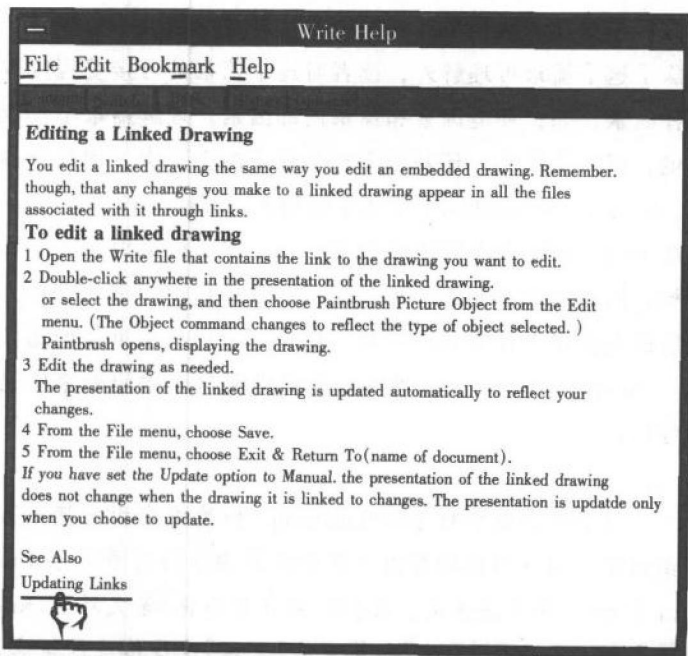 Write Help
File Edit Bookmark Help
Editing a Linked Drawing
You edit a linked drawing the same way you edit an embedded drawing. Remember.
though, that any changes you make to a linked drawing appear in all the files
associated with it through links.
To edit a linked drawing
1 Open the Write file that contains the link to the drawing you want to edit.
2 Double-click anywhere in the presentation of the linked drawing.
or select the drawing, and then choose Paintbrush Picture Object from the Edit
menu. (The Object command changes to reflect the type of object selected. )
Paintbrush opens, displaying the drawing.
3 Edit the drawing as needed.
The presentation of the linked drawing is updated automatically to reflect your
changes.
4 From the File menu, choose Save.
5 From the File menu, choose Exit & Return To(name of document).
If you have set the Update option to Manual. the presentation of the linked drawing
does not change when the drawing it is linked to changes. The presentation is updatde only
when you choose to update.
See Also
Updating Links